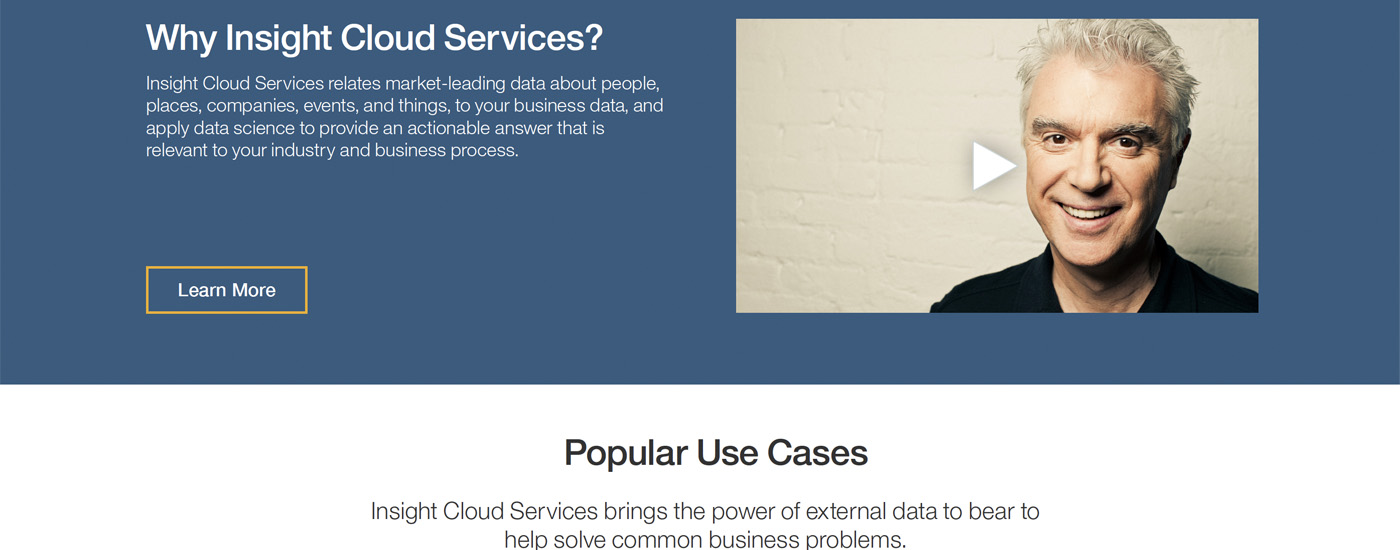 Why Insight Cloud Services?
Insight Cloud Services relates market-leading data about people,
places, companies, events, and things, to your business data, and
apply data science to provide an actionable answer that is
relevant to your industry and business process.
Learn More
Popular Use Cases
Insight Cloud Services brings the power of external data to bear to
help solve common business problems.